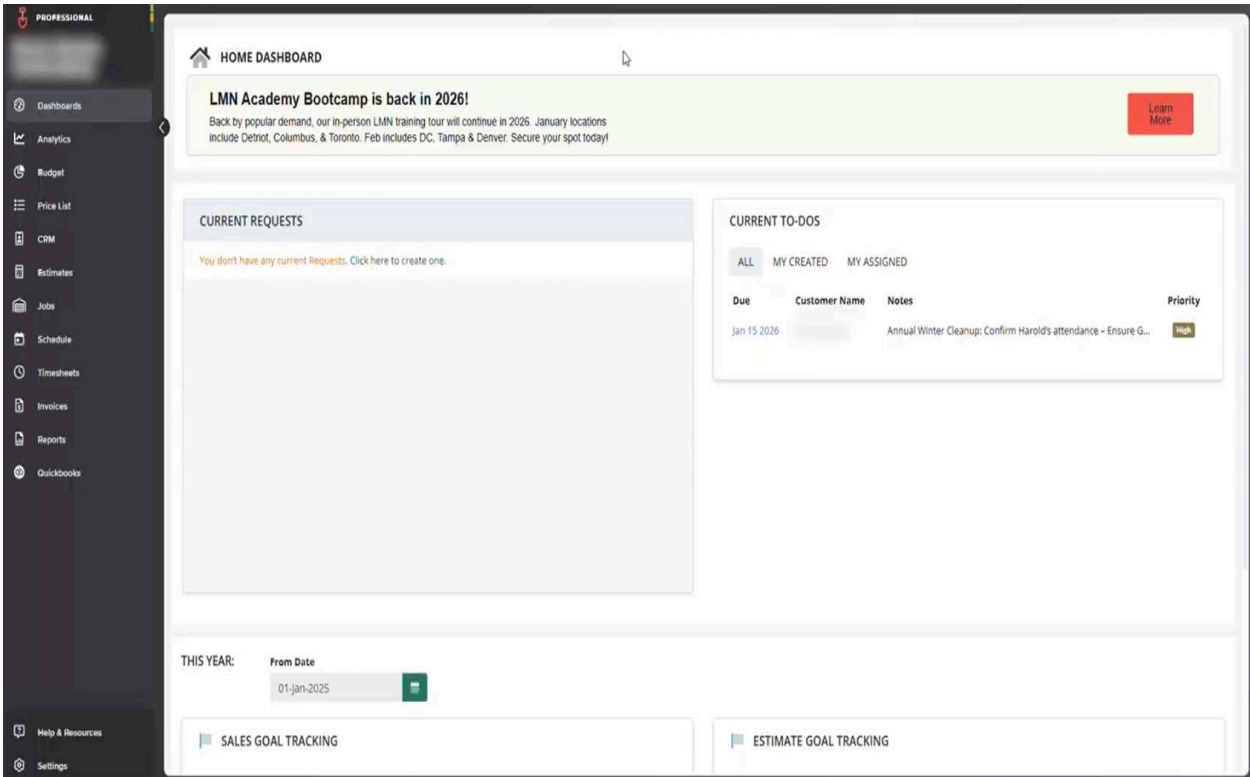 PROFESSIONAL
Dashboards
Analytics
Budget
Price List
CRM
Estimates
Jobs
Schedule
Timesheets
Invoices
Reports
Quickbooks
Help & Resources
Settings
HOME DASHBOARD
LMN Academy Bootcamp is back in 2026!
Back by popular demand, our in-person LMN training tour will continue in 2026. January locations
include Detriot, Columbus, & Toronto. Feb includes DC, Tampa & Denver. Secure your spot today!
Learn
More
CURRENT REQUESTS
You don't have any current Requests. Click here to create one.
CURRENT TO-DOS
ALL MY CREATED MY ASSIGNED
Due Customer Name Notes Priority
Jan 15 2026 Annual Winter Cleanup: Confirm Harold's attendance – Ensure G... High
THIS YEAR: From Date
01-Jan-2025
SALES GOAL TRACKING
ESTIMATE GOAL TRACKING